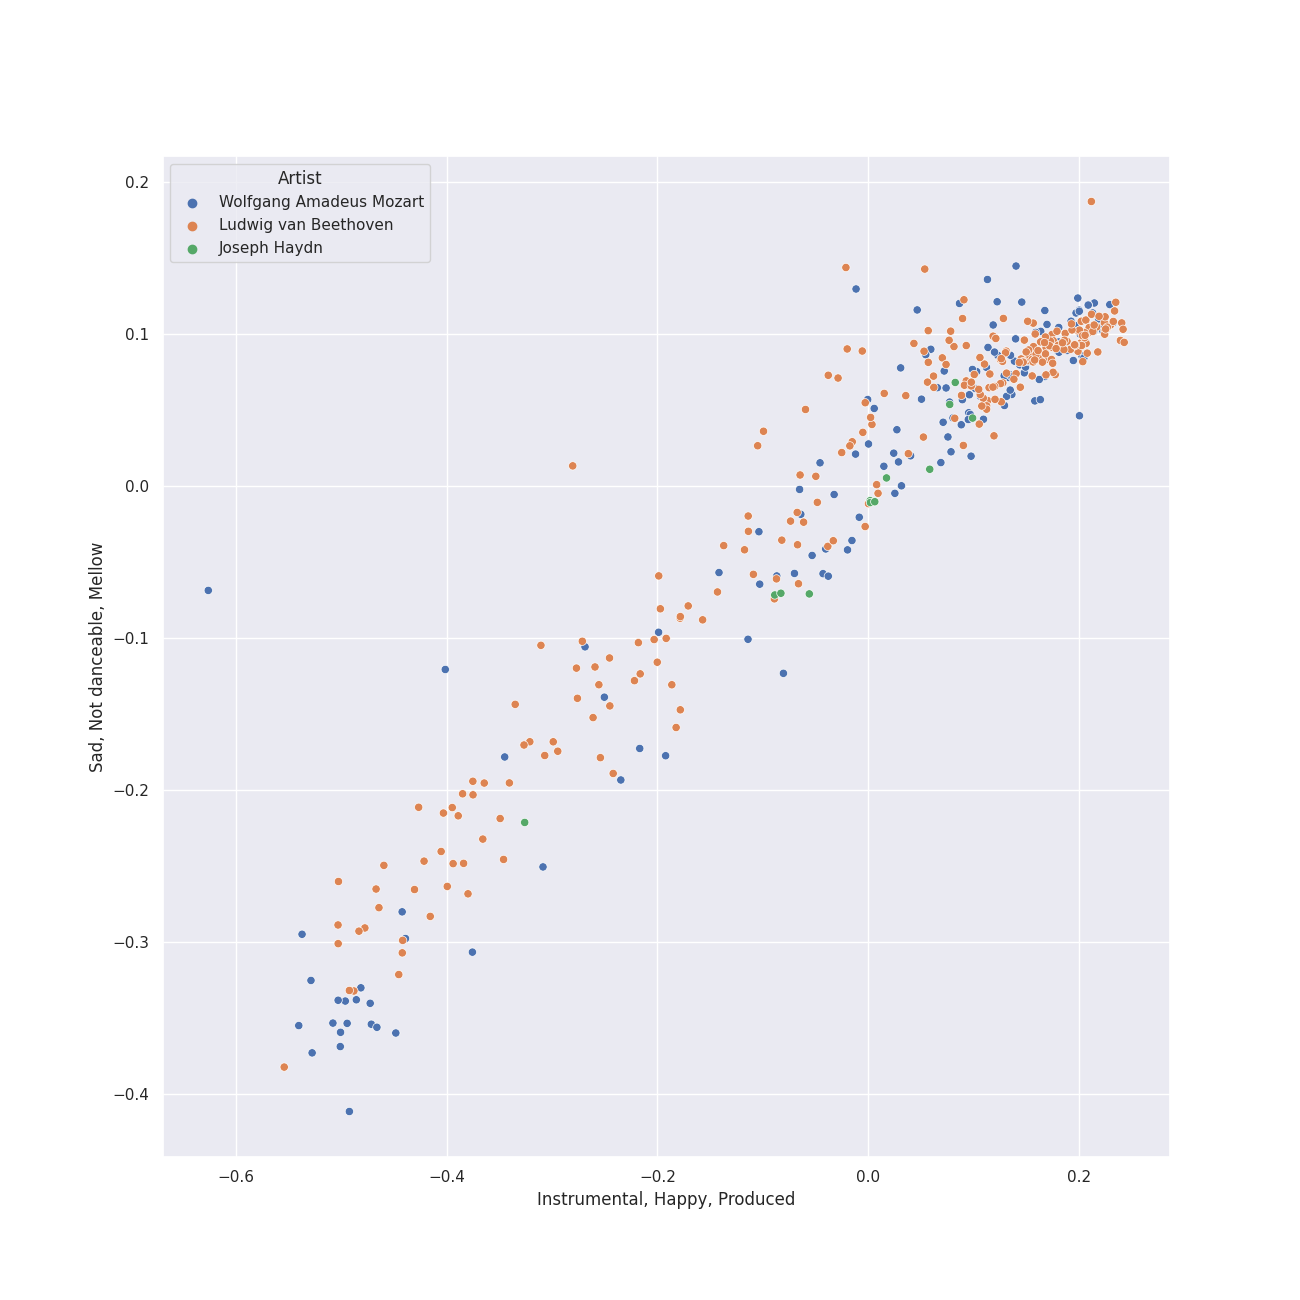 Artist
Wolfgang Amadeus Mozart
Ludwig van Beethoven
Joseph Haydn
0.2
0.1
0.0
−0.1
−0.2
−0.3
−0.4
Sad, Not danceable, Mellow
−0.6
−0.4
−0.2
0.0
0.2
Instrumental, Happy, Produced